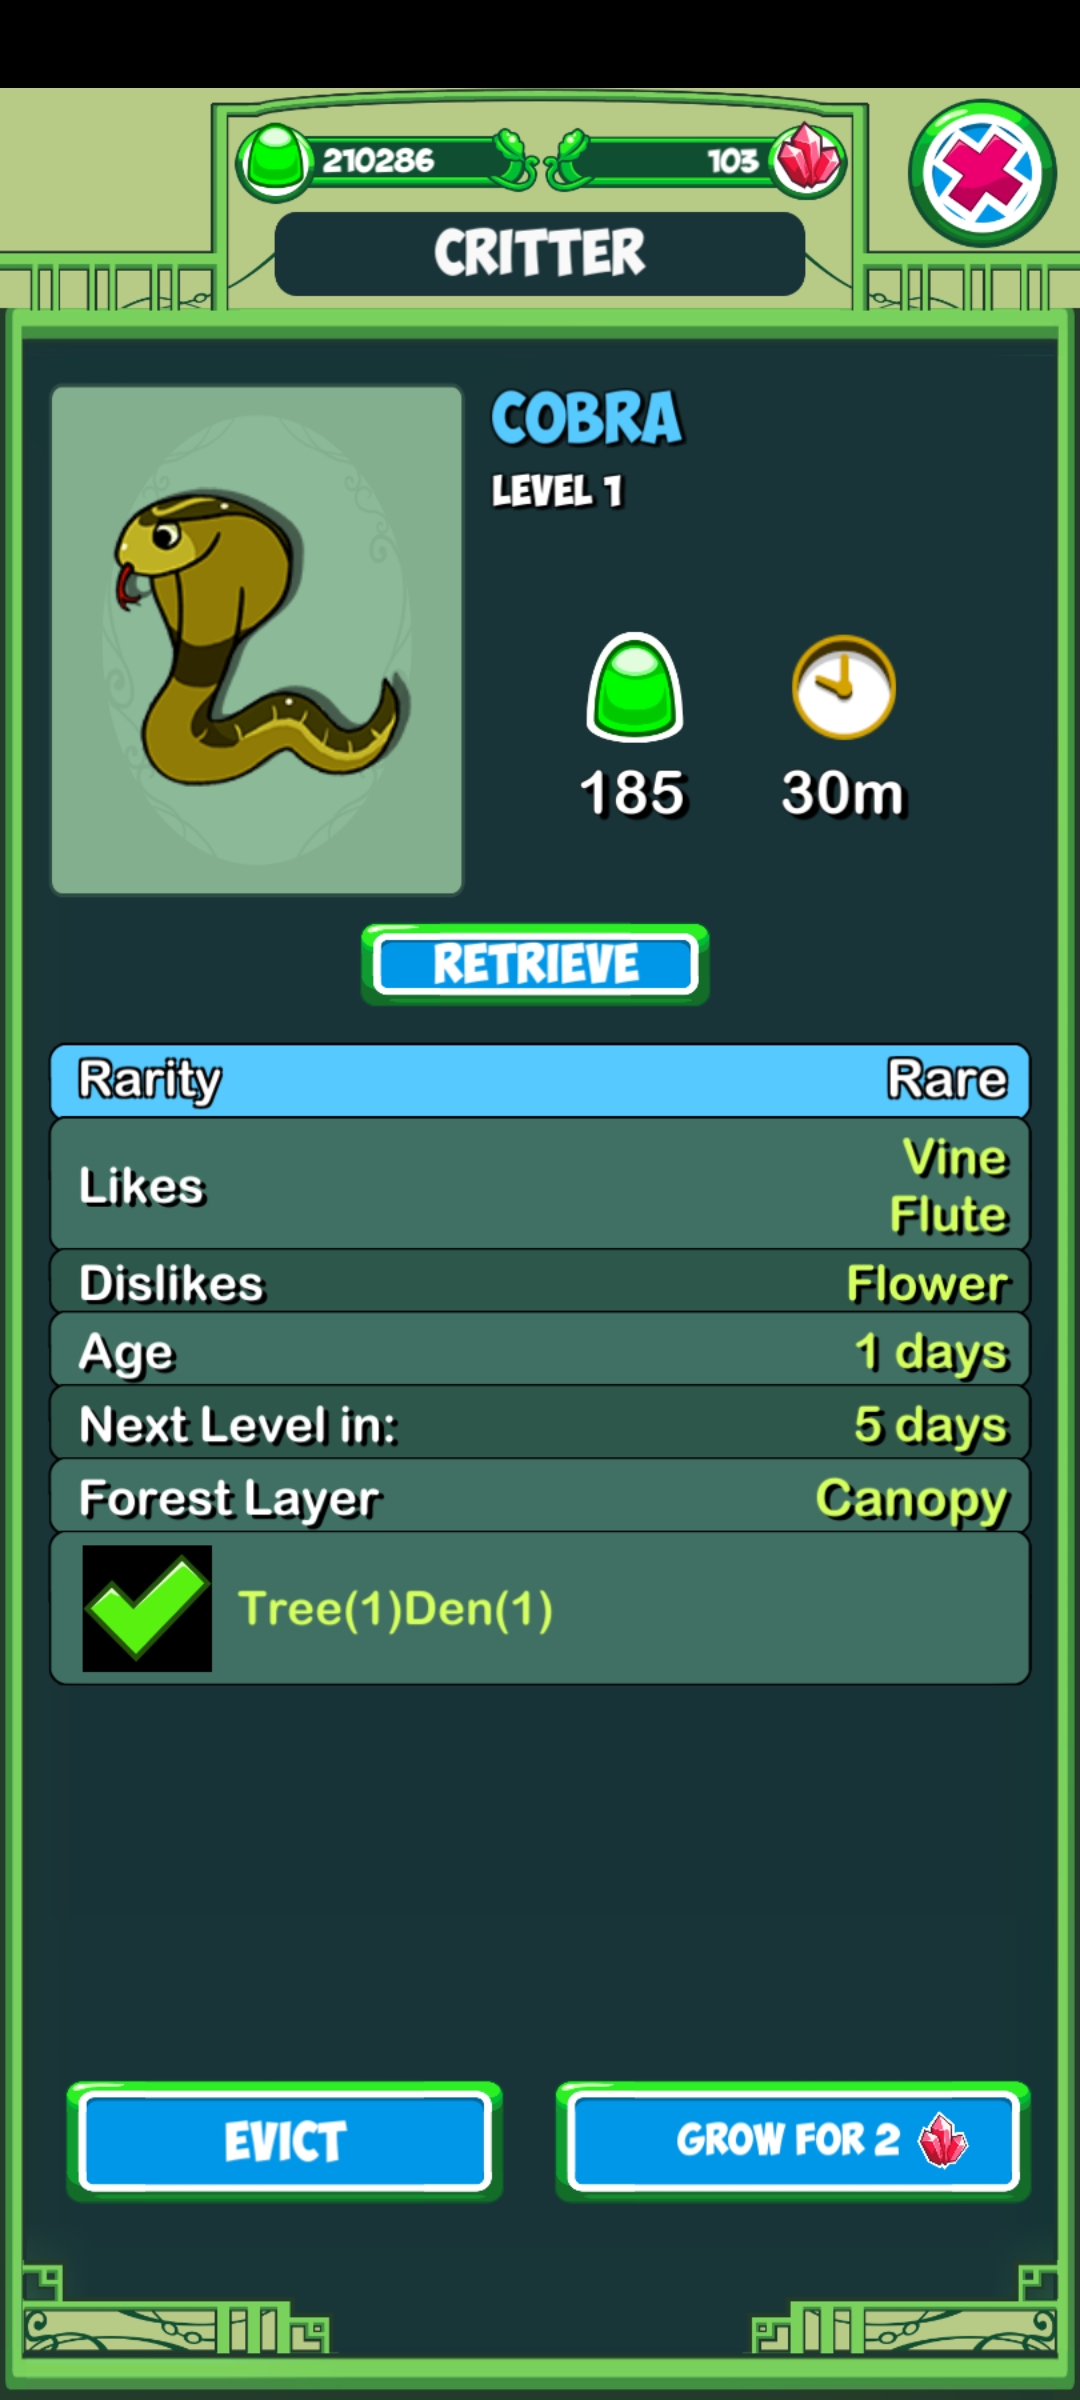 210286
103
CRITTER
COBRA
LEVEL 1
185
30m
RETRIEVE
Rarity Rare
Likes Vine
Flute
Dislikes Flower
Age 1 days
Next Level in: 5 days
Forest Layer Canopy
Tree(1)Den(1)
EVICT
GROW FOR 2